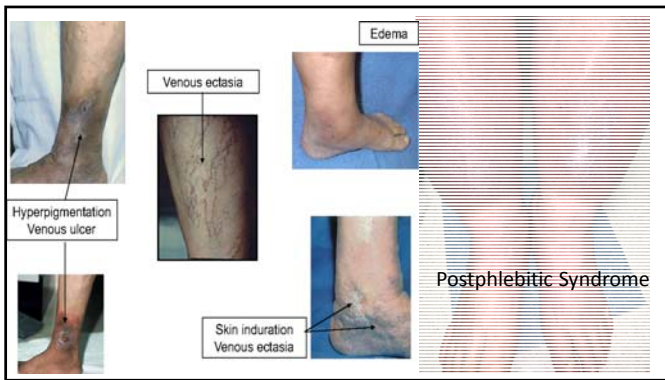 Edema
Venous ectasia
Hyperpigmentation
Venous ulcer
Skin induration
Venous ectasia
Postphlebitic Syndrome